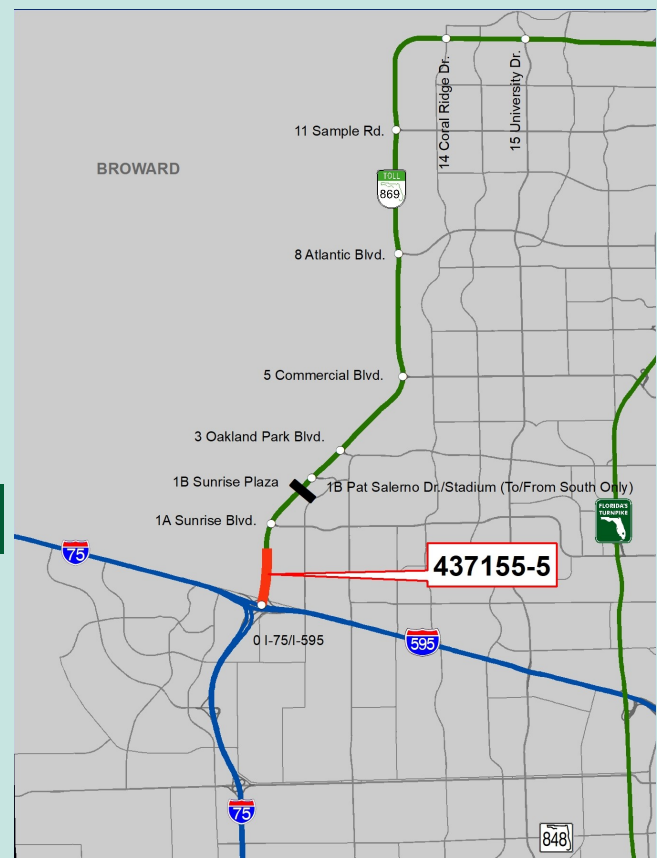 14 Coral Ridge Dr.
15 University Dr.
11 Sample Rd.
BROWARD
TOLL
869
8 Atlantic Blvd.
5 Commercial Blvd.
3 Oakland Park Blvd.
1B Sunrise Plaza
1B Pat Salerno Dr./Stadium (To/From South Only)
FLORIDA'S
TURNPIKE
1A Sunrise Blvd.
75
437155-5
0 I-75/I-595
595
75
848